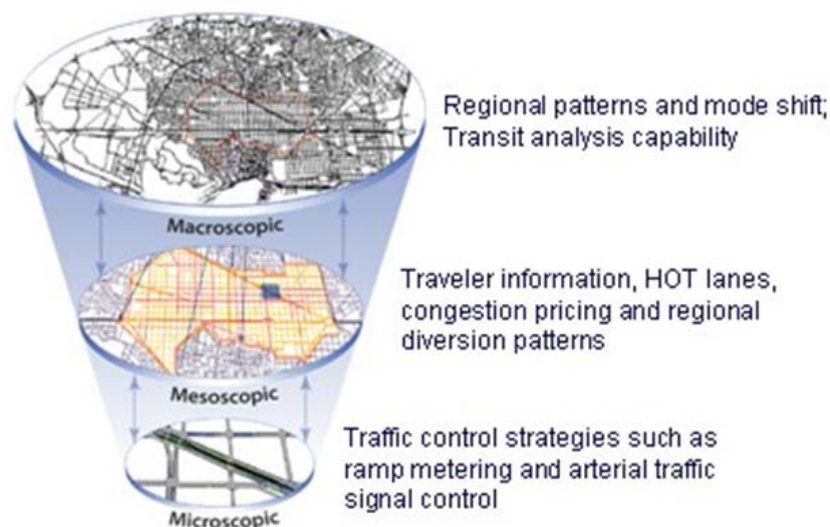 Regional patterns and mode shift;
Transit analysis capability
Macroscopic
Traveler information, HOT lanes,
congestion pricing and regional
diversion patterns
Mesoscopic
Traffic control strategies such as
ramp metering and arterial traffic
signal control
Microscopic